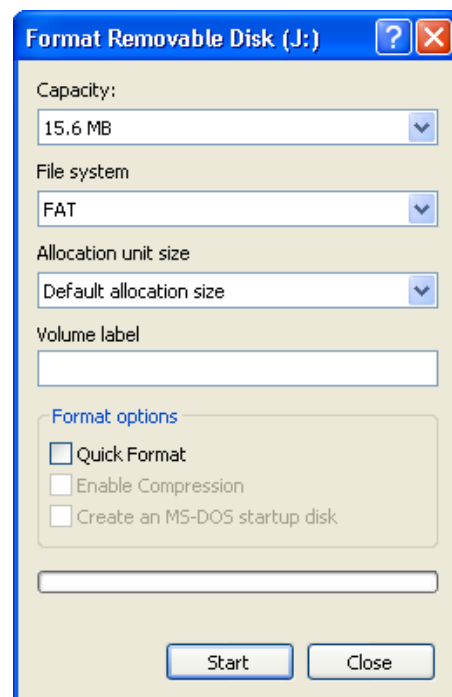 Format Removable Disk (J:)
Capacity:
15.6 MB
File system
FAT
Allocation unit size
Default allocation size
Volume label
Format options
Quick Format
Enable Compression
Create an MS-DOS startup disk
Start Close